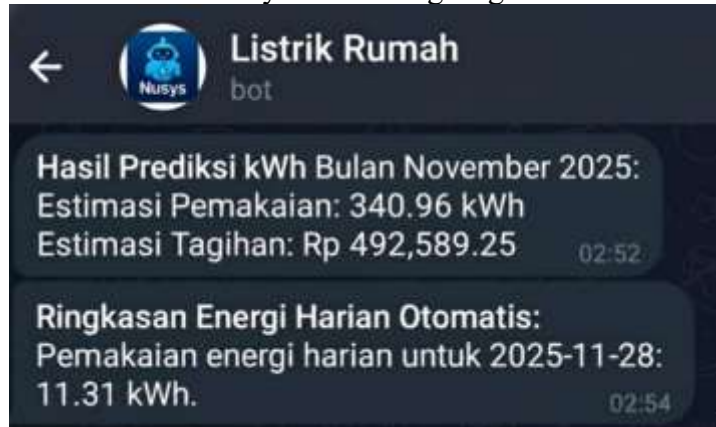 Listrik Rumah
Nusys
bot
Hasil Prediksi kWh Bulan November 2025:
Estimasi Pemakaian: 340.96 kWh
Estimasi Tagihan: Rp 492,589.25
02:52
Ringkasan Energi Harian Otomatis:
Pemakaian energi harian untuk 2025-11-28:
11.31 kWh.
02:54